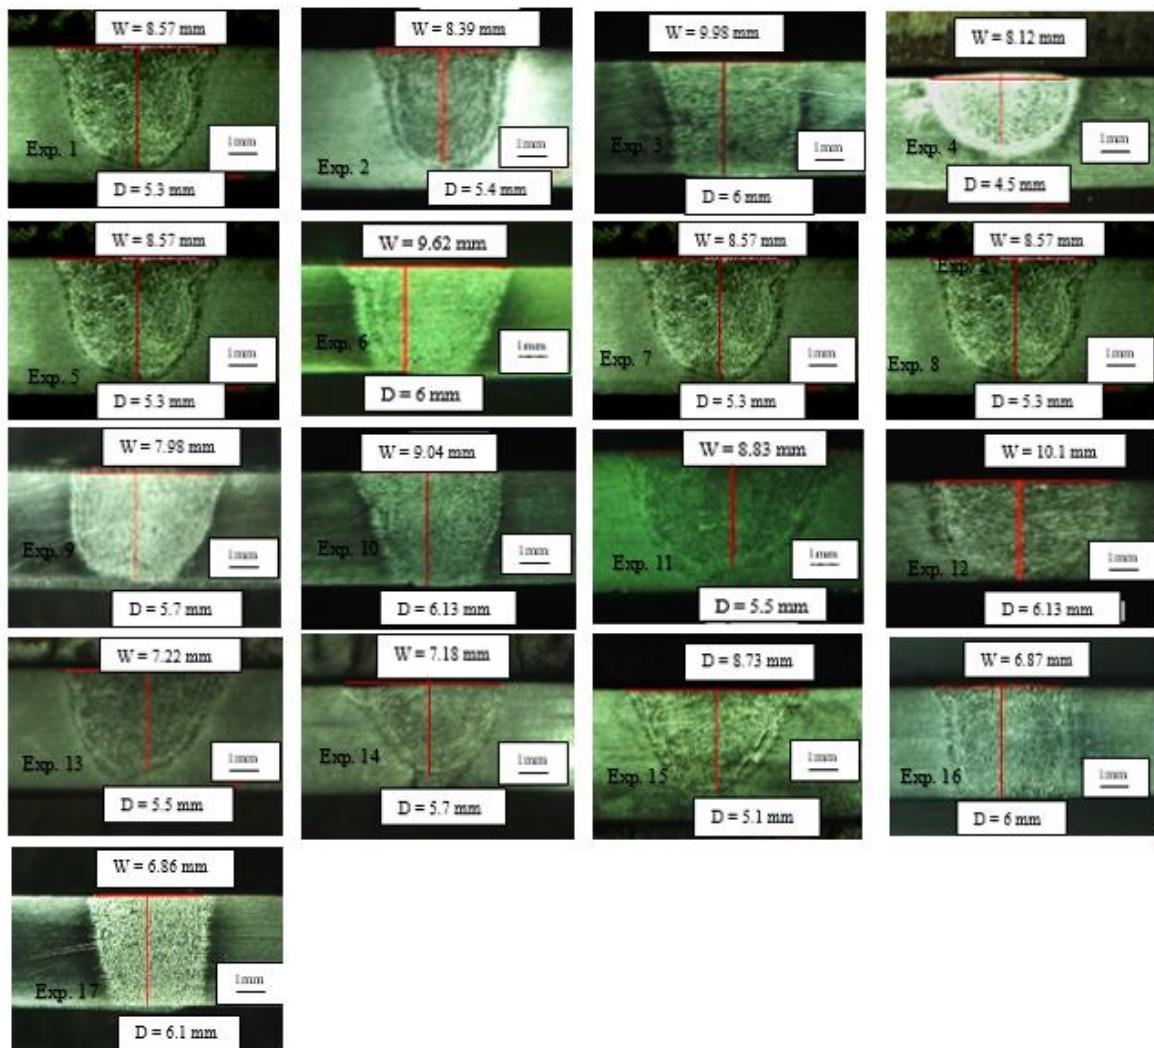 W = 8.57 mm
Exp. 1
1mm
D = 5.3 mm
W = 8.39 mm
Exp. 2
1mm
D = 5.4 mm
W = 9.98 mm
Exp. 3
1mm
D = 6 mm
W = 8.12 mm
Exp. 4
1mm
D = 4.5 mm
W = 8.57 mm
Exp. 5
1mm
D = 5.3 mm
W = 9.62 mm
Exp. 6
1mm
D = 6 mm
W = 8.57 mm
Exp. 7
1mm
D = 5.3 mm
W = 8.57 mm
Exp. 8
1mm
D = 5.3 mm
W = 7.98 mm
Exp. 9
1mm
D = 5.7 mm
W = 9.04 mm
Exp. 10
1mm
D = 6.13 mm
W = 8.83 mm
Exp. 11
1mm
D = 5.5 mm
W = 10.1 mm
Exp. 12
1mm
D = 6.13 mm
W = 7.22 mm
Exp. 13
1mm
D = 5.5 mm
W = 7.18 mm
Exp. 14
1mm
D = 5.7 mm
D = 8.73 mm
Exp. 15
1mm
D = 5.1 mm
W = 6.87 mm
Exp. 16
1mm
D = 6 mm
W = 6.86 mm
Exp. 17
1mm
D = 6.1 mm